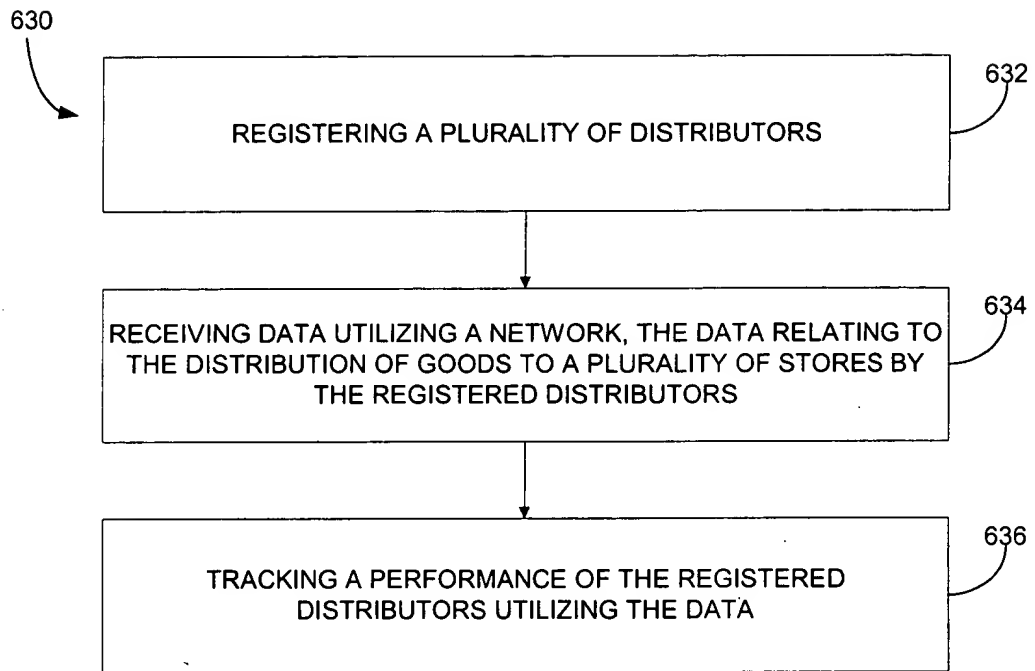 630
632
REGISTERING A PLURALITY OF DISTRIBUTORS
634
RECEIVING DATA UTILIZING A NETWORK, THE DATA RELATING TO
THE DISTRIBUTION OF GOODS TO A PLURALITY OF STORES BY
THE REGISTERED DISTRIBUTORS
636
TRACKING A PERFORMANCE OF THE REGISTERED
DISTRIBUTORS UTILIZING THE DATA